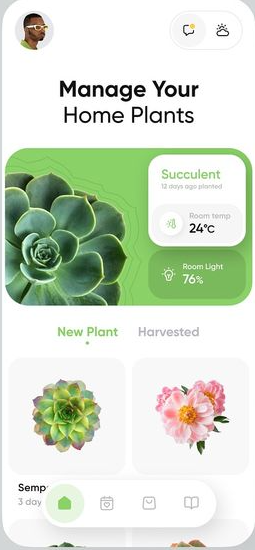 Manage Your
Home Plants
Succulent
12 days ago planted
Room temp
24°C
Room Light
76%
New Plant
Harvested
3 day